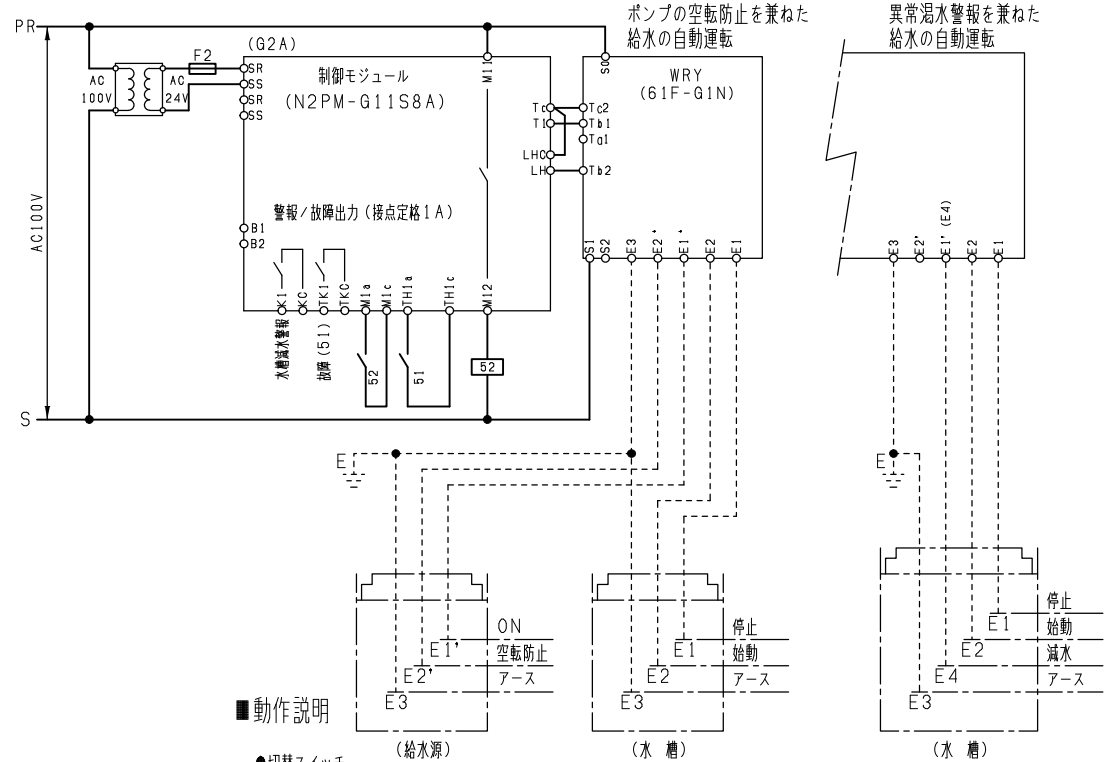 ポンプの空転防止を兼ねた
給水の自動運転
異常渇水警報を兼ねた
給水の自動運転
PR
(G2A)
F2
AC
100V
AC
24V
SR
SS
SR
SS
制御モジュール
(N2PM-G11S8A)
M11
S0
WRY
(61F-G1N)
Tc
T1
LHC
LH
Tc2
Tb1
Ta1
Tb2
AC100V
警報/故障出力(接点定格1A)
B1
B2
K1
KC
TK1
TKC
M1a
M1c
TH1a
TH1c
M12
S1
S2
E3
E2'
E1'
E2
E1
E3
E2'
E1' (E4)
E2
E1
水槽減水警報
故障(51)
52
51
52
S
E
E
ON
空転防止
アース
E1'
E2'
E3
停止
始動
アース
E1
E2
E3
停止
始動
減水
アース
E1
E2
E4
E3
■動作説明
(給水源)
(水 槽)
(水 槽)
●切替スイッチ